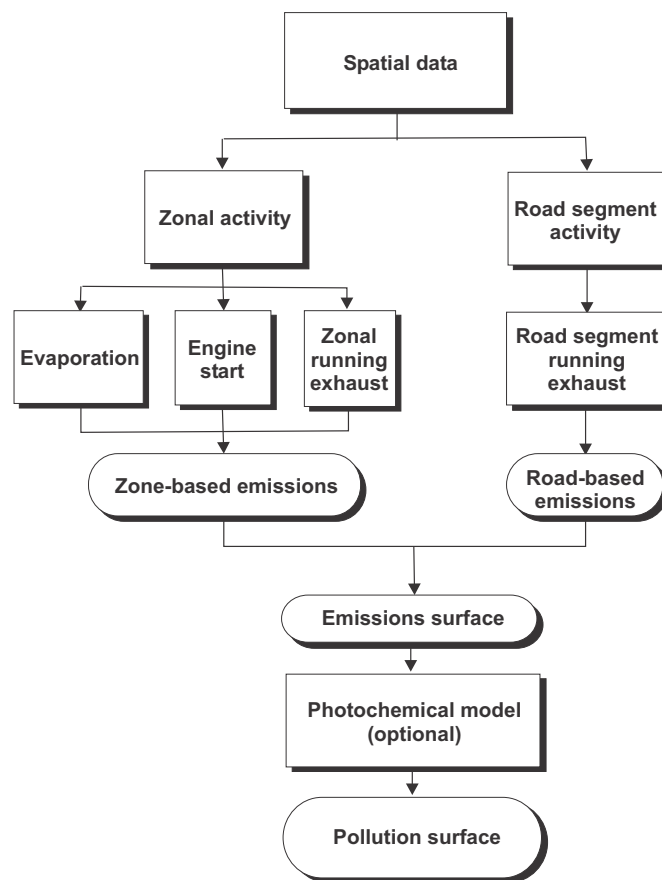 Spatial data
Zonal activity
Road segment
activity
Evaporation
Engine
start
Zonal
running
exhaust
Road segment
running
exhaust
Zone-based emissions
Road-based
emissions
Emissions surface
Photochemical model
(optional)
Pollution surface